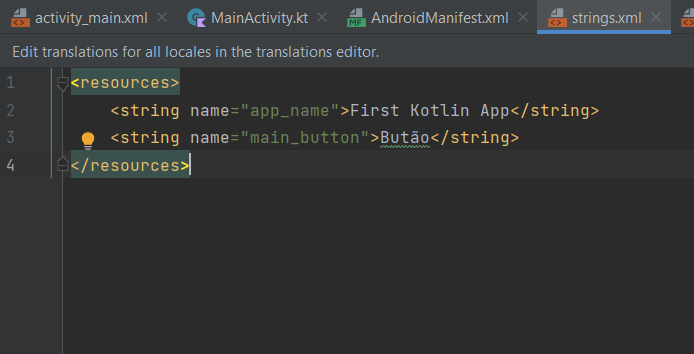 activity_main.xml MainActivity.kt AndroidManifest.xml strings.xml
Edit translations for all locales in the translations editor.
1 <resources>
2 <string name="app_name">First Kotlin App</string>
3 <string name="main_button">Butão</string>
4 </resources>